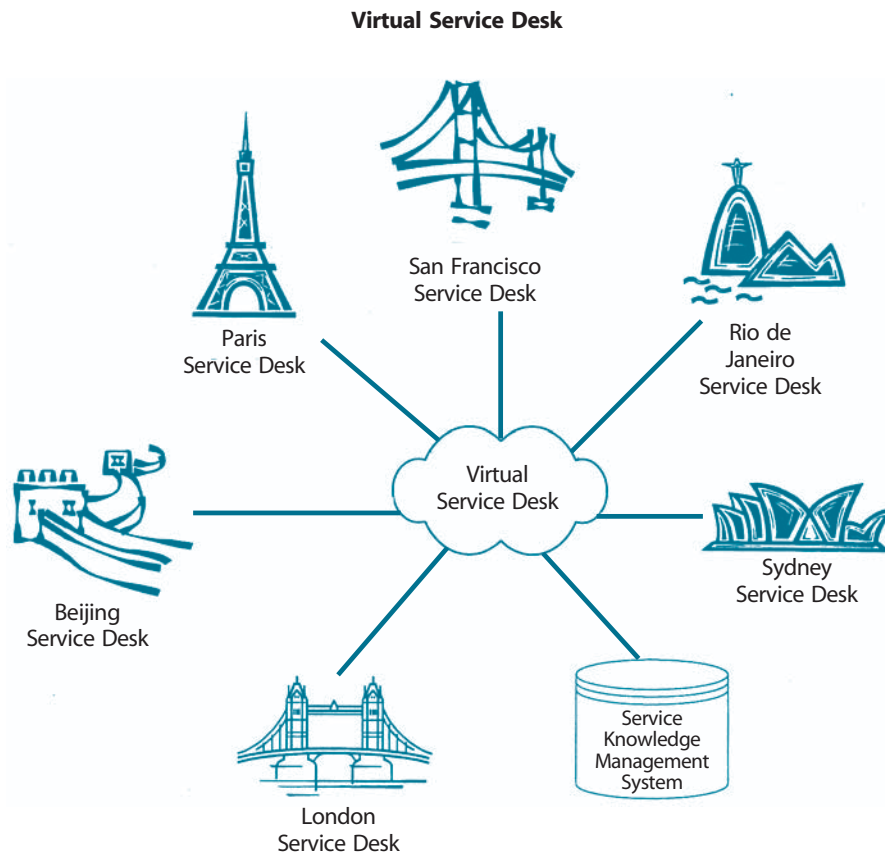 Virtual Service Desk
San Francisco
Service Desk
Paris
Service Desk
Rio de
Janeiro
Service Desk
Virtual
Service Desk
Beijing
Service Desk
Sydney
Service Desk
London
Service Desk
Service
Knowledge
Management
System